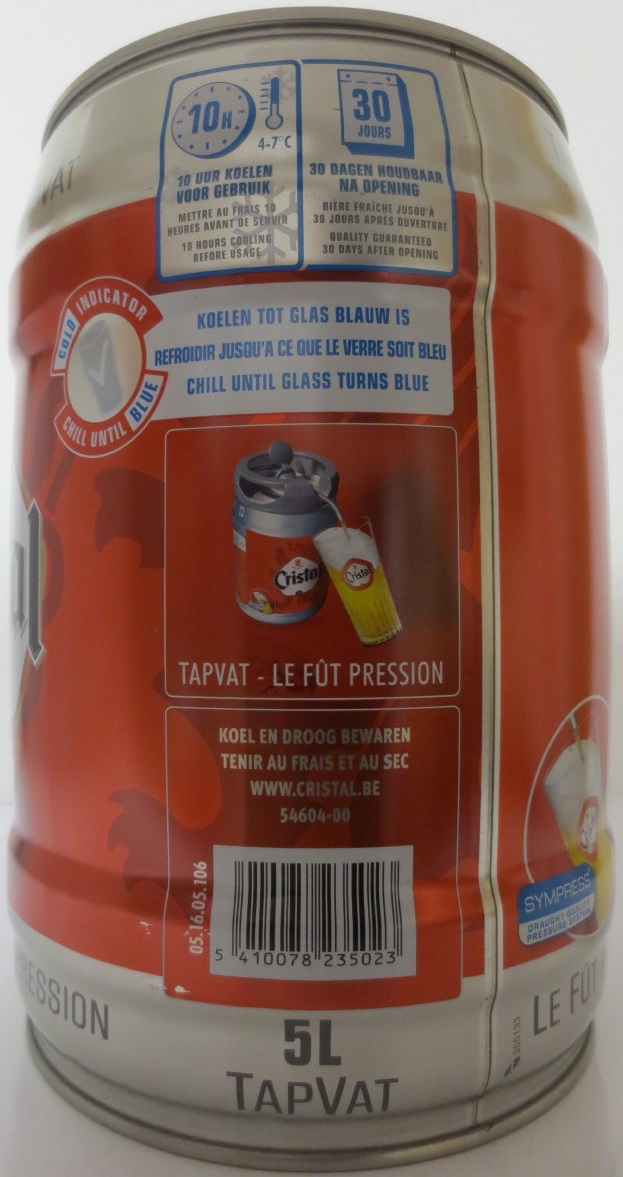 VAT
10H
4-7°C
10 UUR KOELEN
VOOR GEBRUIK
METTRE AU FRAIS 10
HEURES AVANT DE SERVIR
10 HOURS COOLING
BEFORE USAGE
30
JOURS
30 DAGEN HOUDBAAR
NA OPENING
BIÈRE FRAÎCHE JUSQU'À
30 JOURS APRÈS OUVERTURE
QUALITY GUARANTEED
30 DAYS AFTER OPENING
COLD INDICATOR
CHILL UNTIL BLUE
KOELEN TOT GLAS BLAUW IS
REFROIDIR JUSQU'A CE QUE LE VERRE SOIT BLEU
CHILL UNTIL GLASS TURNS BLUE
al
Cristal
Cristal
TAPVAT - LE FÛT PRESSION
KOEL EN DROOG BEWAREN
TENIR AU FRAIS ET AU SEC
WWW.CRISTAL.BE
54604-00
05.16.05.106
5 410078 235023
SYMPRESS
DRAUGHT QUALITY
PRESSURE SYSTEM
RESSION
5L
TAPVAT
355133
LE FÛT